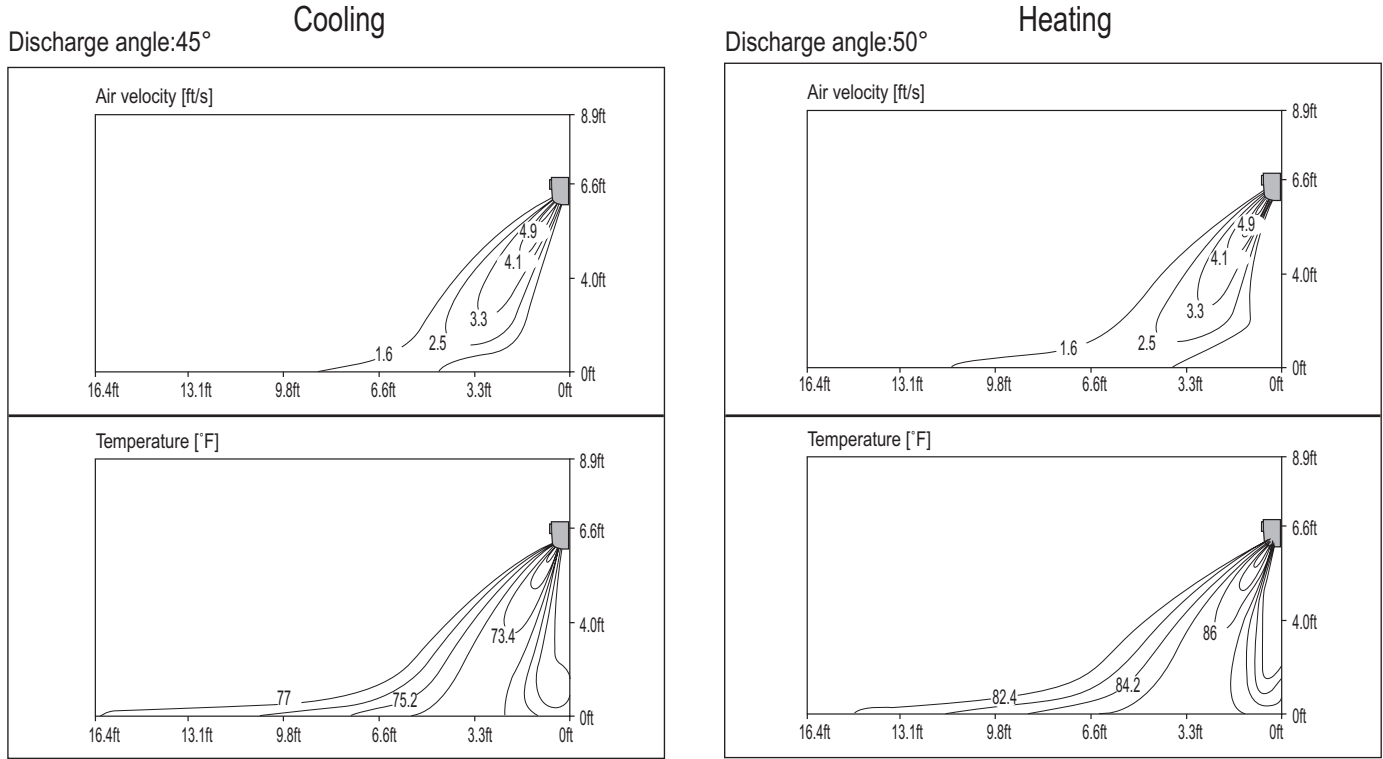 Cooling
Discharge angle:45°
Air velocity [ft/s]
8.9ft
6.6ft
4.9
4.1
4.0ft
3.3
2.5
1.6
0ft
16.4ft 13.1ft 9.8ft 6.6ft 3.3ft 0ft
Temperature [°F]
8.9ft
6.6ft
4.0ft
73.4
77
75.2
0ft
16.4ft 13.1ft 9.8ft 6.6ft 3.3ft 0ft
Heating
Discharge angle:50°
Air velocity [ft/s]
8.9ft
6.6ft
4.9
4.1
4.0ft
3.3
2.5
1.6
0ft
16.4ft 13.1ft 9.8ft 6.6ft 3.3ft 0ft
Temperature [°F]
8.9ft
6.6ft
4.0ft
86
84.2
82.4
0ft
16.4ft 13.1ft 9.8ft 6.6ft 3.3ft 0ft